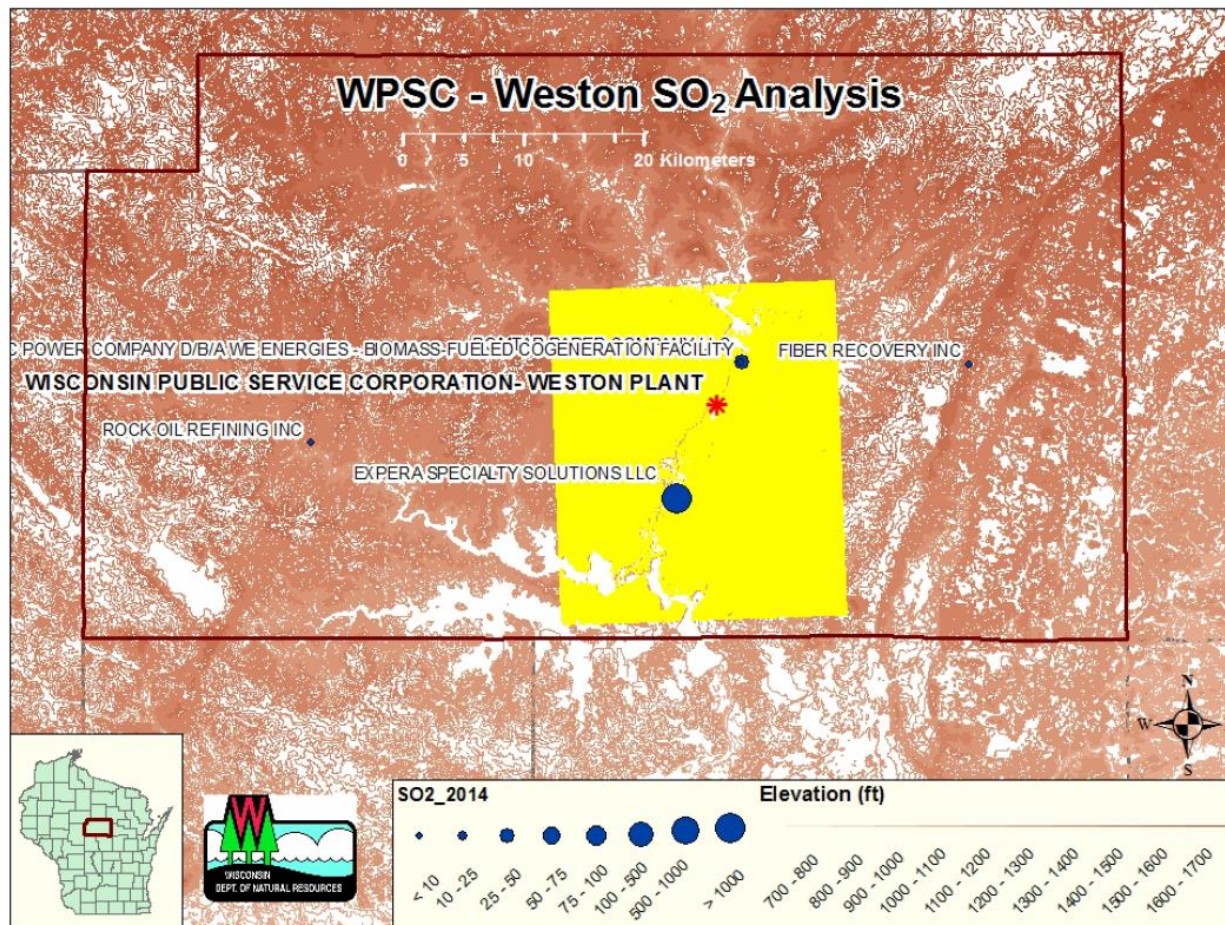 WPSC - Weston SO₂ Analysis
0 5 10 20 Kilometers
C POWER COMPANY D/B/A WE ENERGIES - BIOMASS-FUELED COGENERATION FACILITY
FIBER RECOVERY INC
WISCONSIN PUBLIC SERVICE CORPORATION- WESTON PLANT
ROCK OIL REFINING INC
EXPERA SPECIALTY SOLUTIONS LLC
N
W
S
SO2_2014
Elevation (ft)
< 10
10 - 25
25 - 50
50 - 75
75 - 100
100 - 500
500 - 1000
> 1000
700 - 800
800 - 900
900 - 1000
1000 - 1100
1100 - 1200
1200 - 1300
1300 - 1400
1400 - 1500
1500 - 1600
1600 - 1700
W
WISCONSIN
DEPT. OF NATURAL RESOURCES